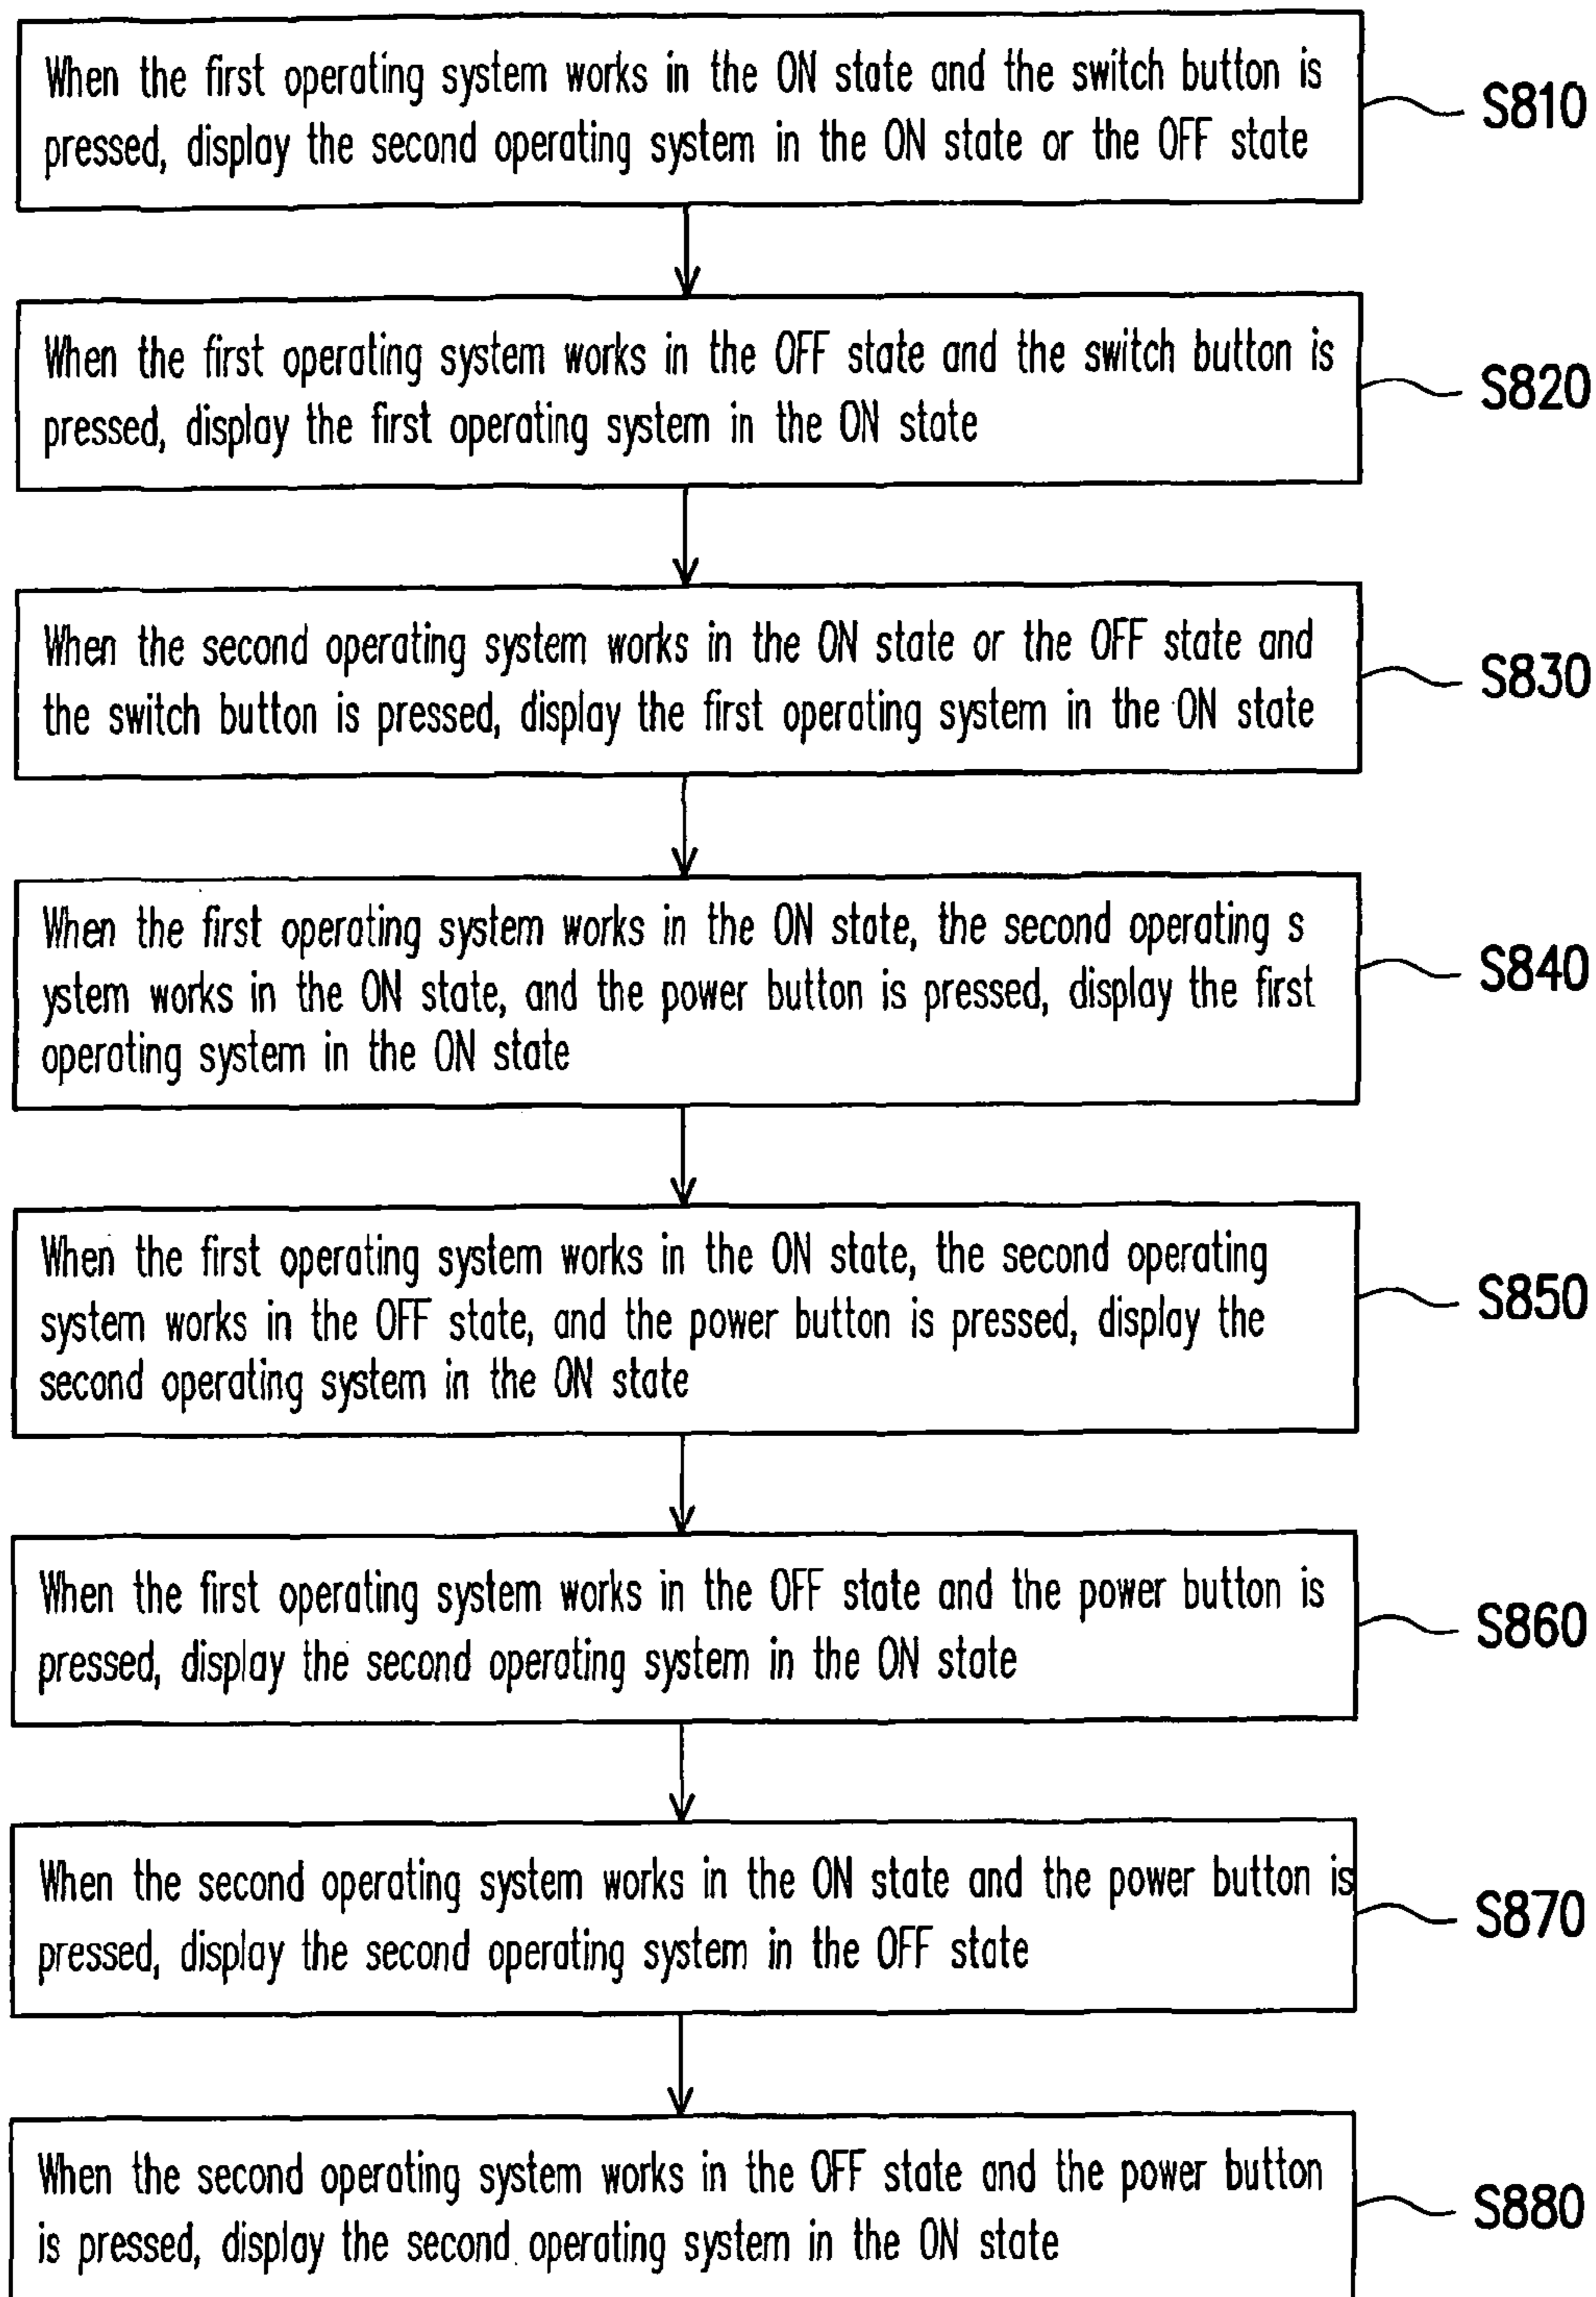 When the first operating system works in the ON state and the switch button is
pressed, display the second operating system in the ON state or the OFF state
S810
When the first operating system works in the OFF state and the switch button is
pressed, display the first operating system in the ON state
S820
When the second operating system works in the ON state or the OFF state and
the switch button is pressed, display the first operating system in the ON state
S830
When the first operating system works in the ON state, the second operating s
ystem works in the ON state, and the power button is pressed, display the first
operating system in the ON state
S840
When the first operating system works in the ON state, the second operating
system works in the OFF state, and the power button is pressed, display the
second operating system in the ON state
S850
When the first operating system works in the OFF state and the power button is
pressed, display the second operating system in the ON state
S860
When the second operating system works in the ON state and the power button is
pressed, display the second operating system in the OFF state
S870
When the second operating system works in the OFF state and the power button
is pressed, display the second operating system in the ON state
S880